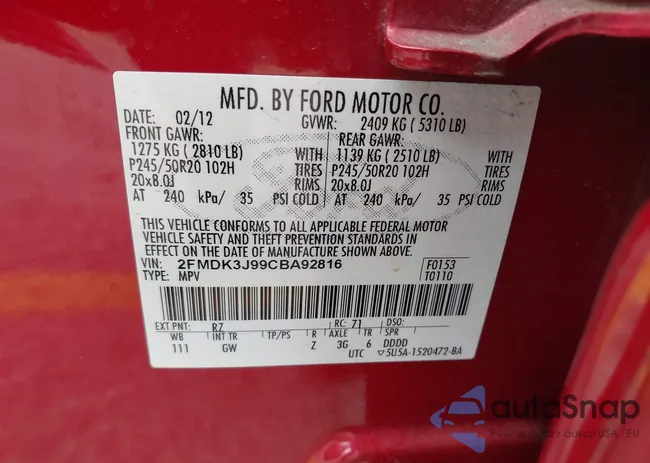 MFD. BY FORD MOTOR CO.
DATE: 02/12 GVWR: 2409 KG ( 5310 LB)
FRONT GAWR: REAR GAWR:
1275 KG ( 2810 LB) WITH 1139 KG ( 2510 LB) WITH
P245/50R20 102H TIRES P245/50R20 102H TIRES
20x8.0J RIMS 20x8.0J RIMS
AT 240 kPa/ 35 PSI COLD AT 240 kPa/ 35 PSI COLD
THIS VEHICLE CONFORMS TO ALL APPLICABLE FEDERAL MOTOR
VEHICLE SAFETY AND THEFT PREVENTION STANDARDS IN
EFFECT ON THE DATE OF MANUFACTURE SHOWN ABOVE.
VIN: 2FMDK3J99CBA92816 F0153
TYPE: MPV T0110
EXT PNT: R7 RC: 71 DSO:
WB INT TR TP/PS R AXLE TR SPR
111 GW Z 3G 6 DDDD
UTC ▽5U5A-1520472-BA
autoSnap
USA - EU